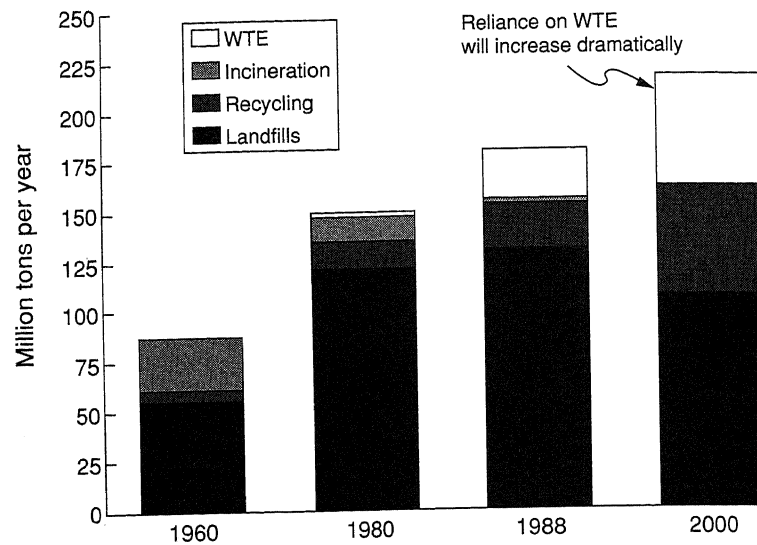 250
225
200
175
150
125
100
75
50
25
0
Million tons per year
WTE
Incineration
Recycling
Landfills
Reliance on WTE
will increase dramatically
1960
1980
1988
2000